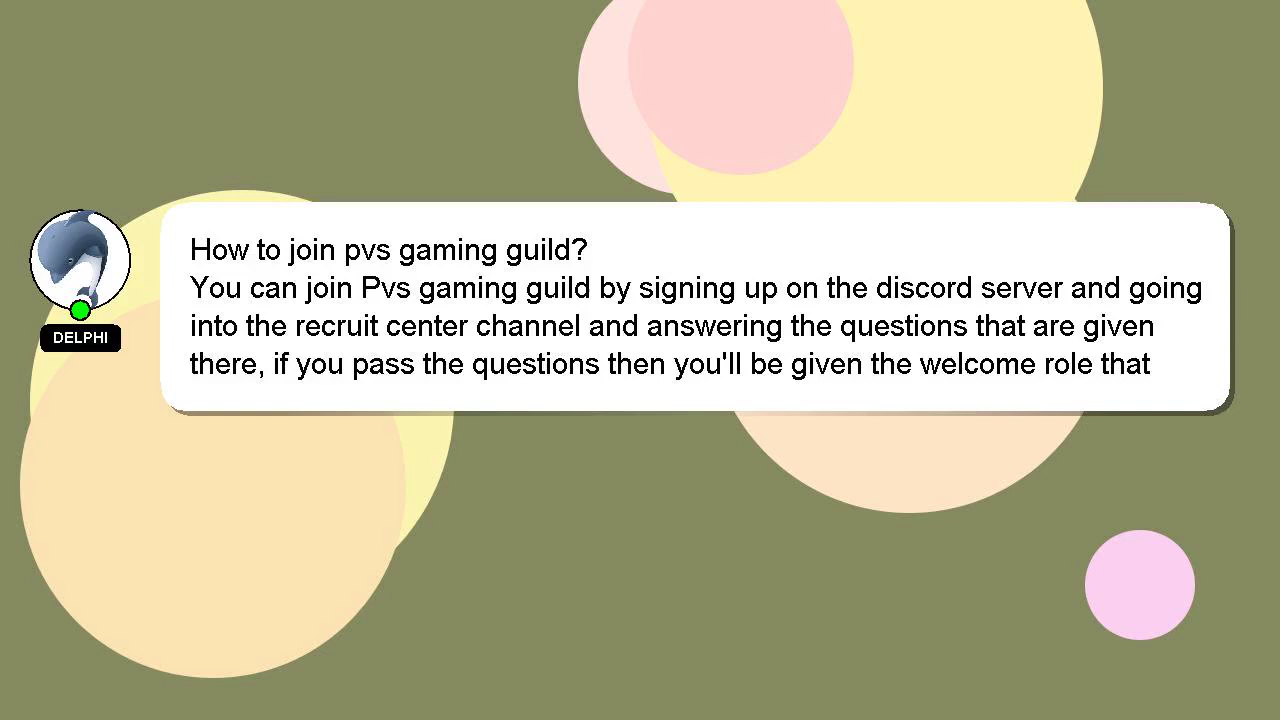 How to join pvs gaming guild?
You can join Pvs gaming guild by signing up on the discord server and going
into the recruit center channel and answering the questions that are given
there, if you pass the questions then you'll be given the welcome role that
DELPHI